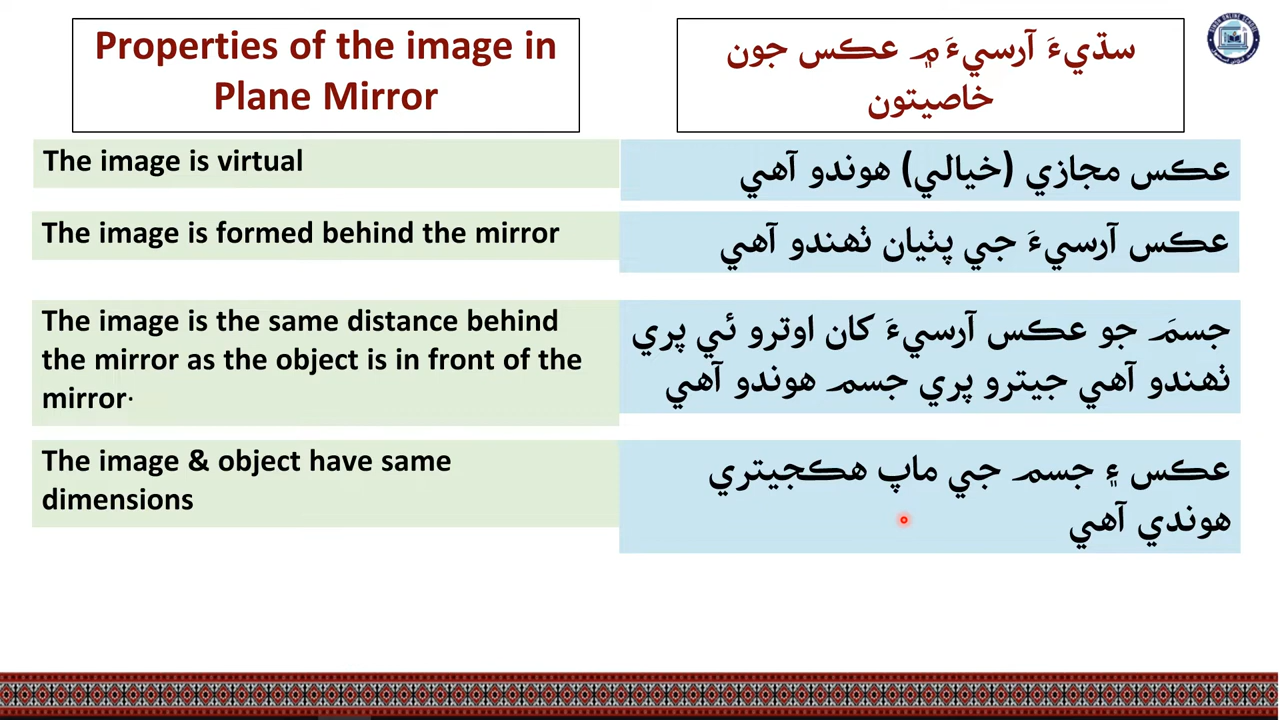 Properties of the image in
Plane Mirror
سڌيءَ آرسيءَ ۾ عڪس جون
خاصيتون
The image is virtual
عڪس مجازي (خيالي) هوندو آهي
The image is formed behind the mirror
عڪس آرسيءَ جي پٺيان ٺهندو آهي
The image is the same distance behind
the mirror as the object is in front of the
mirror.
جسمَ جو عڪس آرسيءَ کان اوترو ئي پري
ٺهندو آهي جيترو پري جسم هوندو آهي
The image & object have same
dimensions
عڪس ۽ جسم جي ماپ هڪجيتري
هوندي آهي